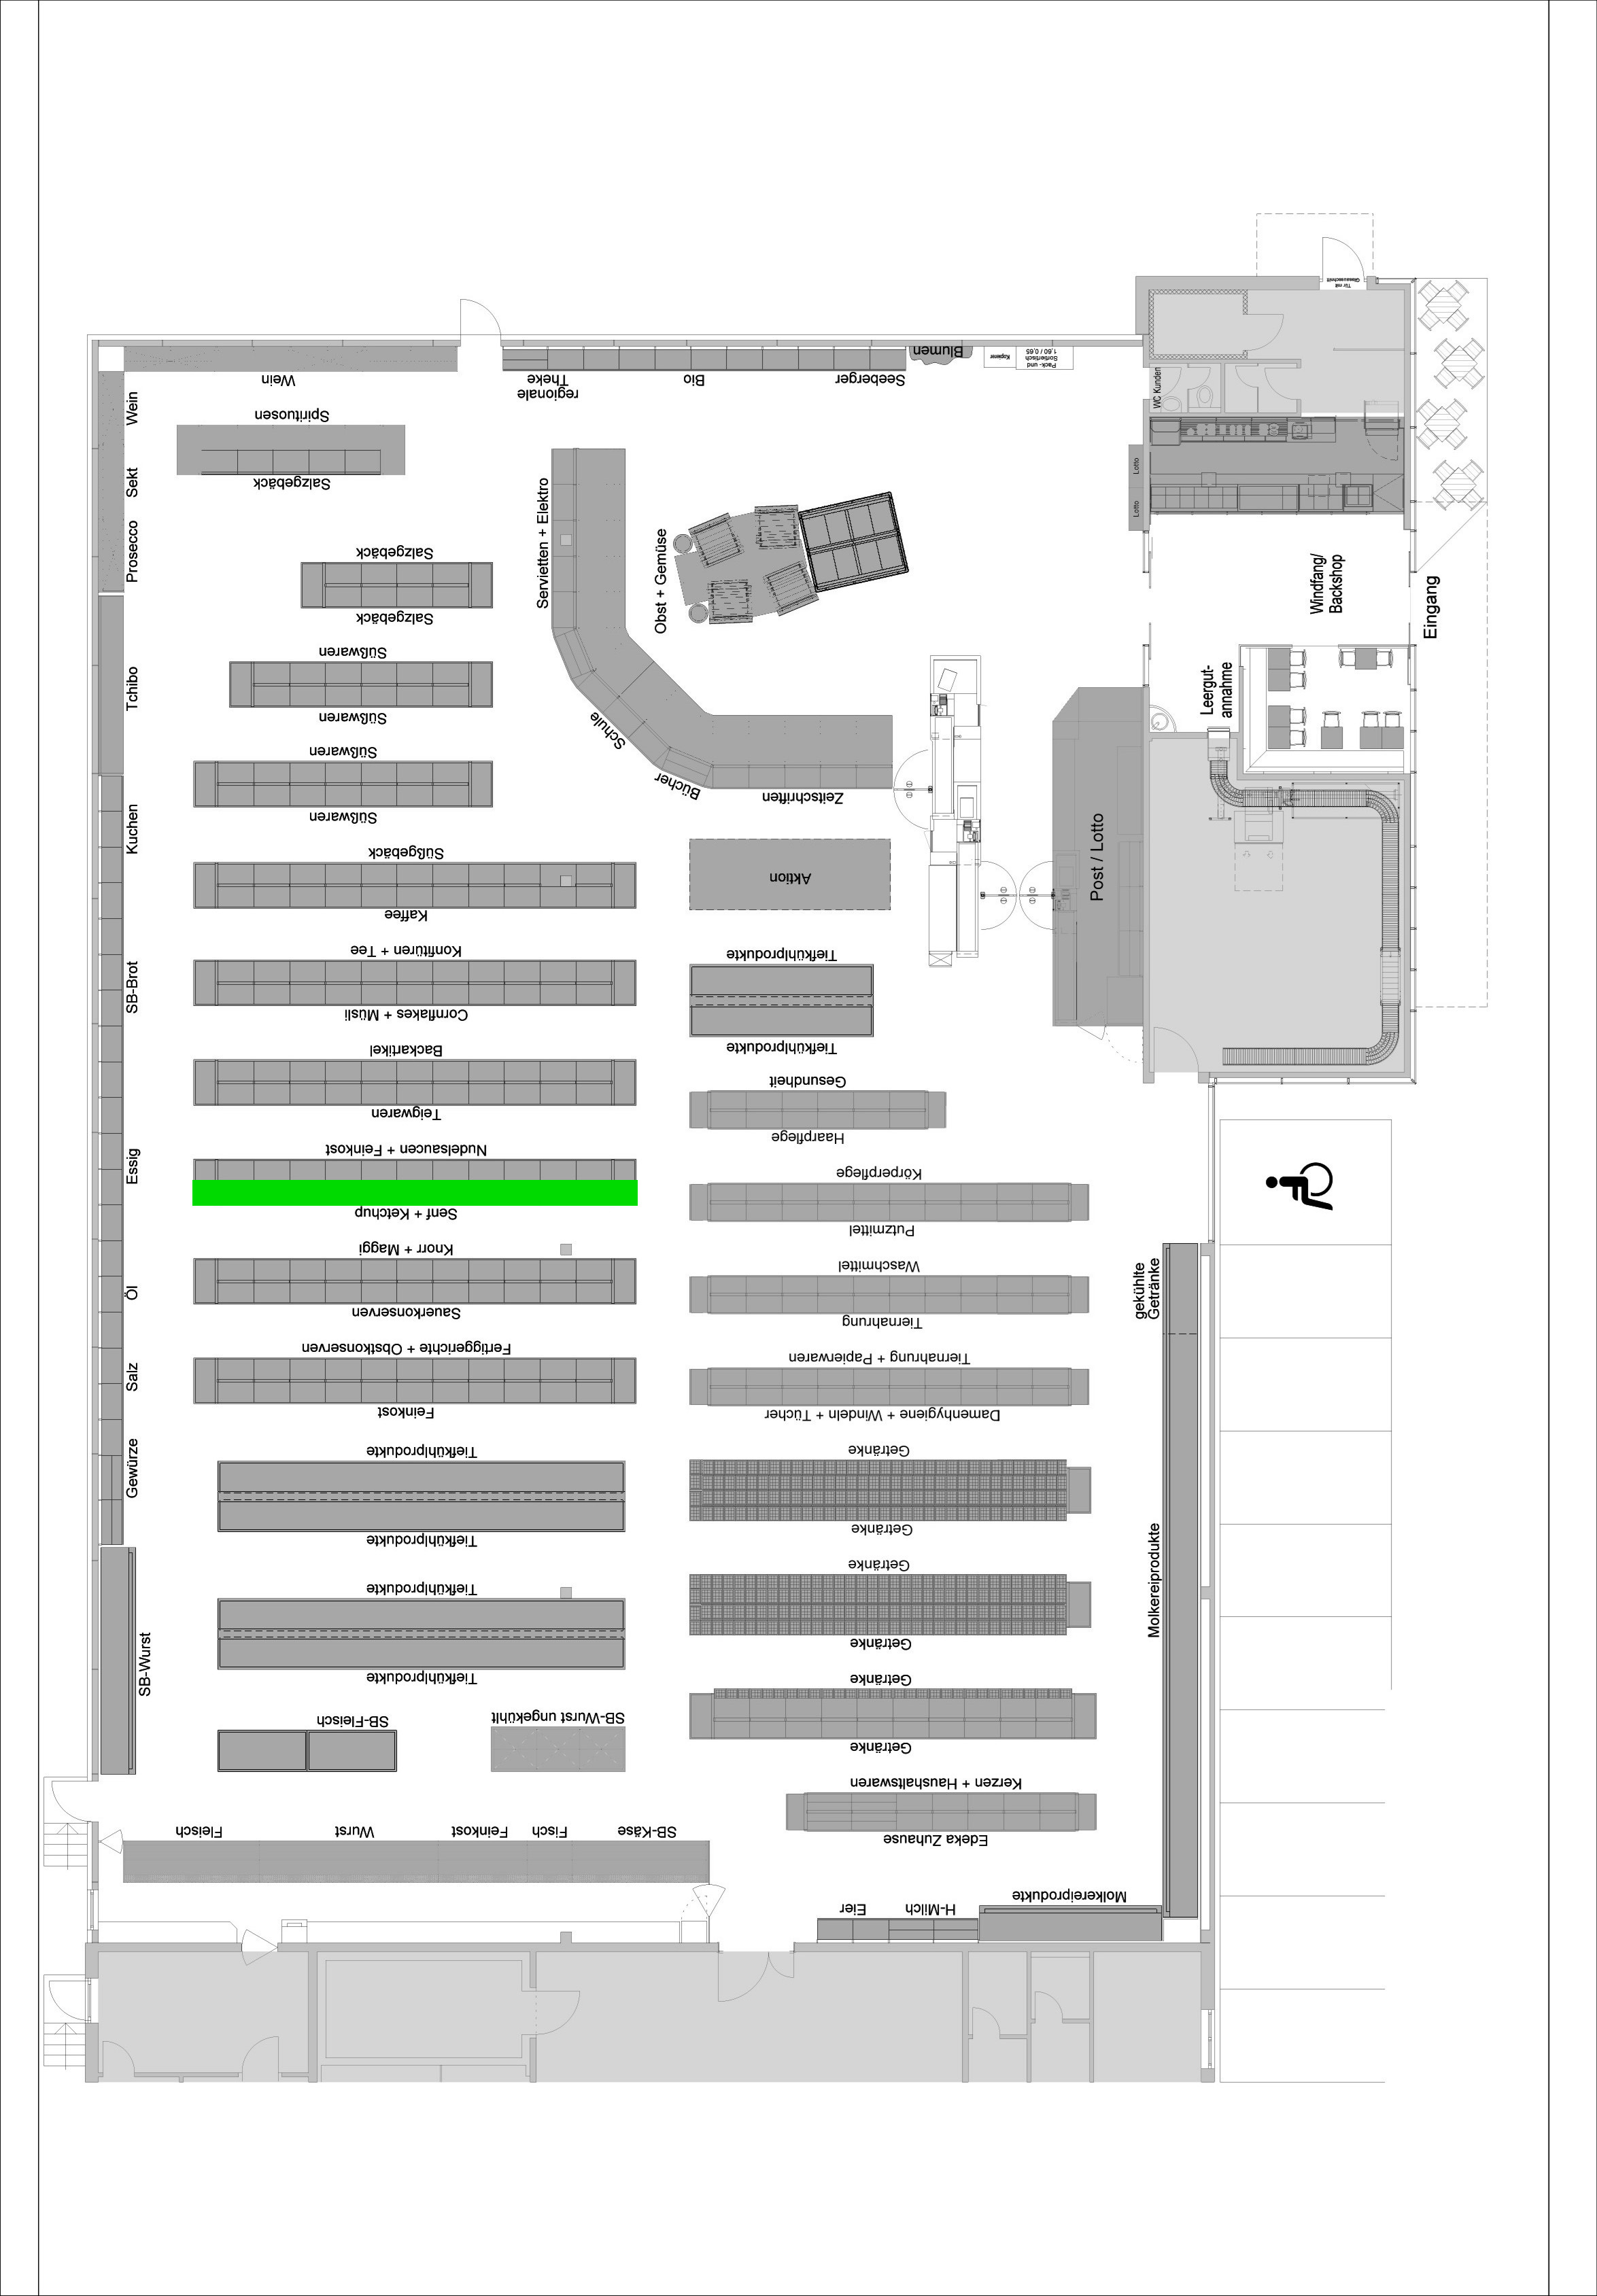 Tür mit
Glasausschnitt
Wein
regionale
Theke
Bio
Seeberger
Blumen
Kopierer
Pack- und
Sortiertisch
1.60 / 0.65
WC Kunden
Wein
Spirituosen
Salzgebäck
Sekt
Prosecco
Lotto
Lotto
Servietten + Elektro
Obst + Gemüse
Salzgebäck
Salzgebäck
Windfang/
Backshop
Eingang
Süßwaren
Süßwaren
Tchibo
Leergut-
annahme
Schule
Bücher
Zeitschriften
Süßwaren
Süßwaren
Kuchen
Süßgebäck
Kaffee
Aktion
Post / Lotto
SB-Brot
Konfitüren + Tee
Cornflakes + Müsli
Tiefkühlprodukte
Tiefkühlprodukte
Backartikel
Teigwaren
Gesundheit
Haarpflege
Essig
Nudelsaucen + Feinkost
Senf + Ketchup
Körperpflege
Putzmittel
Öl
Knorr + Maggi
Sauerkonserven
Waschmittel
Tiernahrung
gekühlte
Getränke
Salz
Fertiggerichte + Obstkonserven
Feinkost
Tiernahrung + Papierwaren
Damenhygiene + Windeln + Tücher
Gewürze
Tiefkühlprodukte
Tiefkühlprodukte
Getränke
Getränke
Molkereiprodukte
Tiefkühlprodukte
Tiefkühlprodukte
Getränke
Getränke
SB-Wurst
SB-Fleisch
SB-Wurst ungekühlt
Getränke
Getränke
Kerzen + Haushaltswaren
Edeka Zuhause
Fleisch
Wurst
Feinkost
Fisch
SB-Käse
Eier
H-Milch
Molkereiprodukte